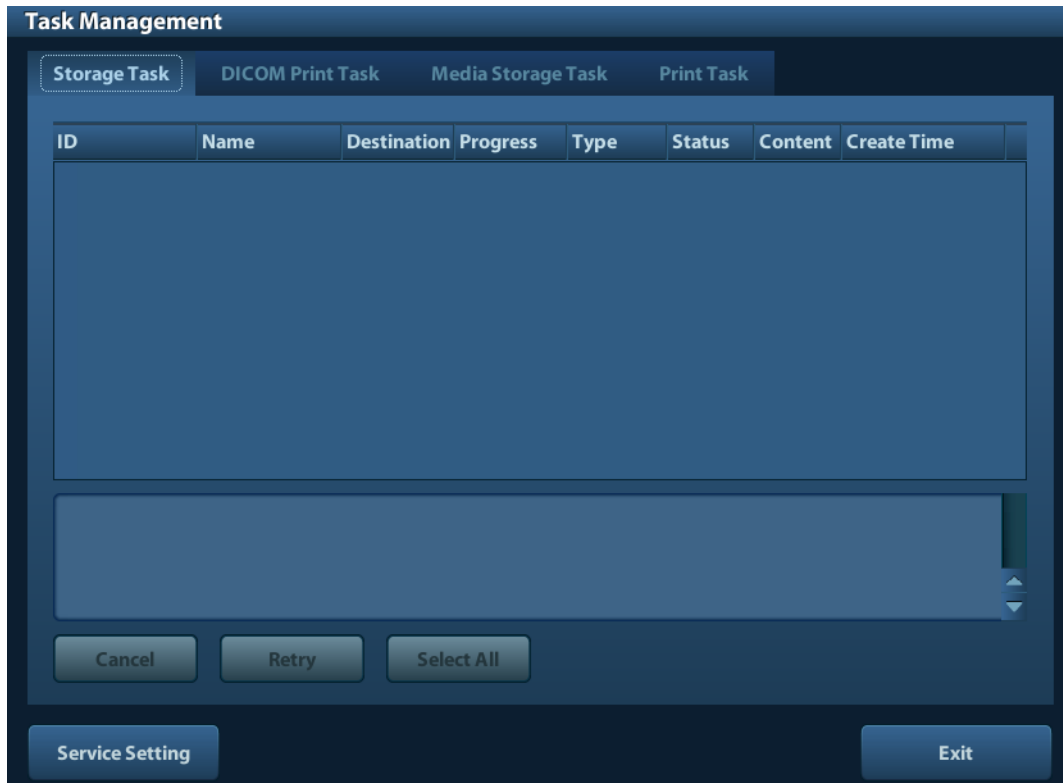 Task Management
Storage Task DICOM Print Task Media Storage Task Print Task
ID Name Destination Progress Type Status Content Create Time
Cancel Retry Select All
Service Setting Exit